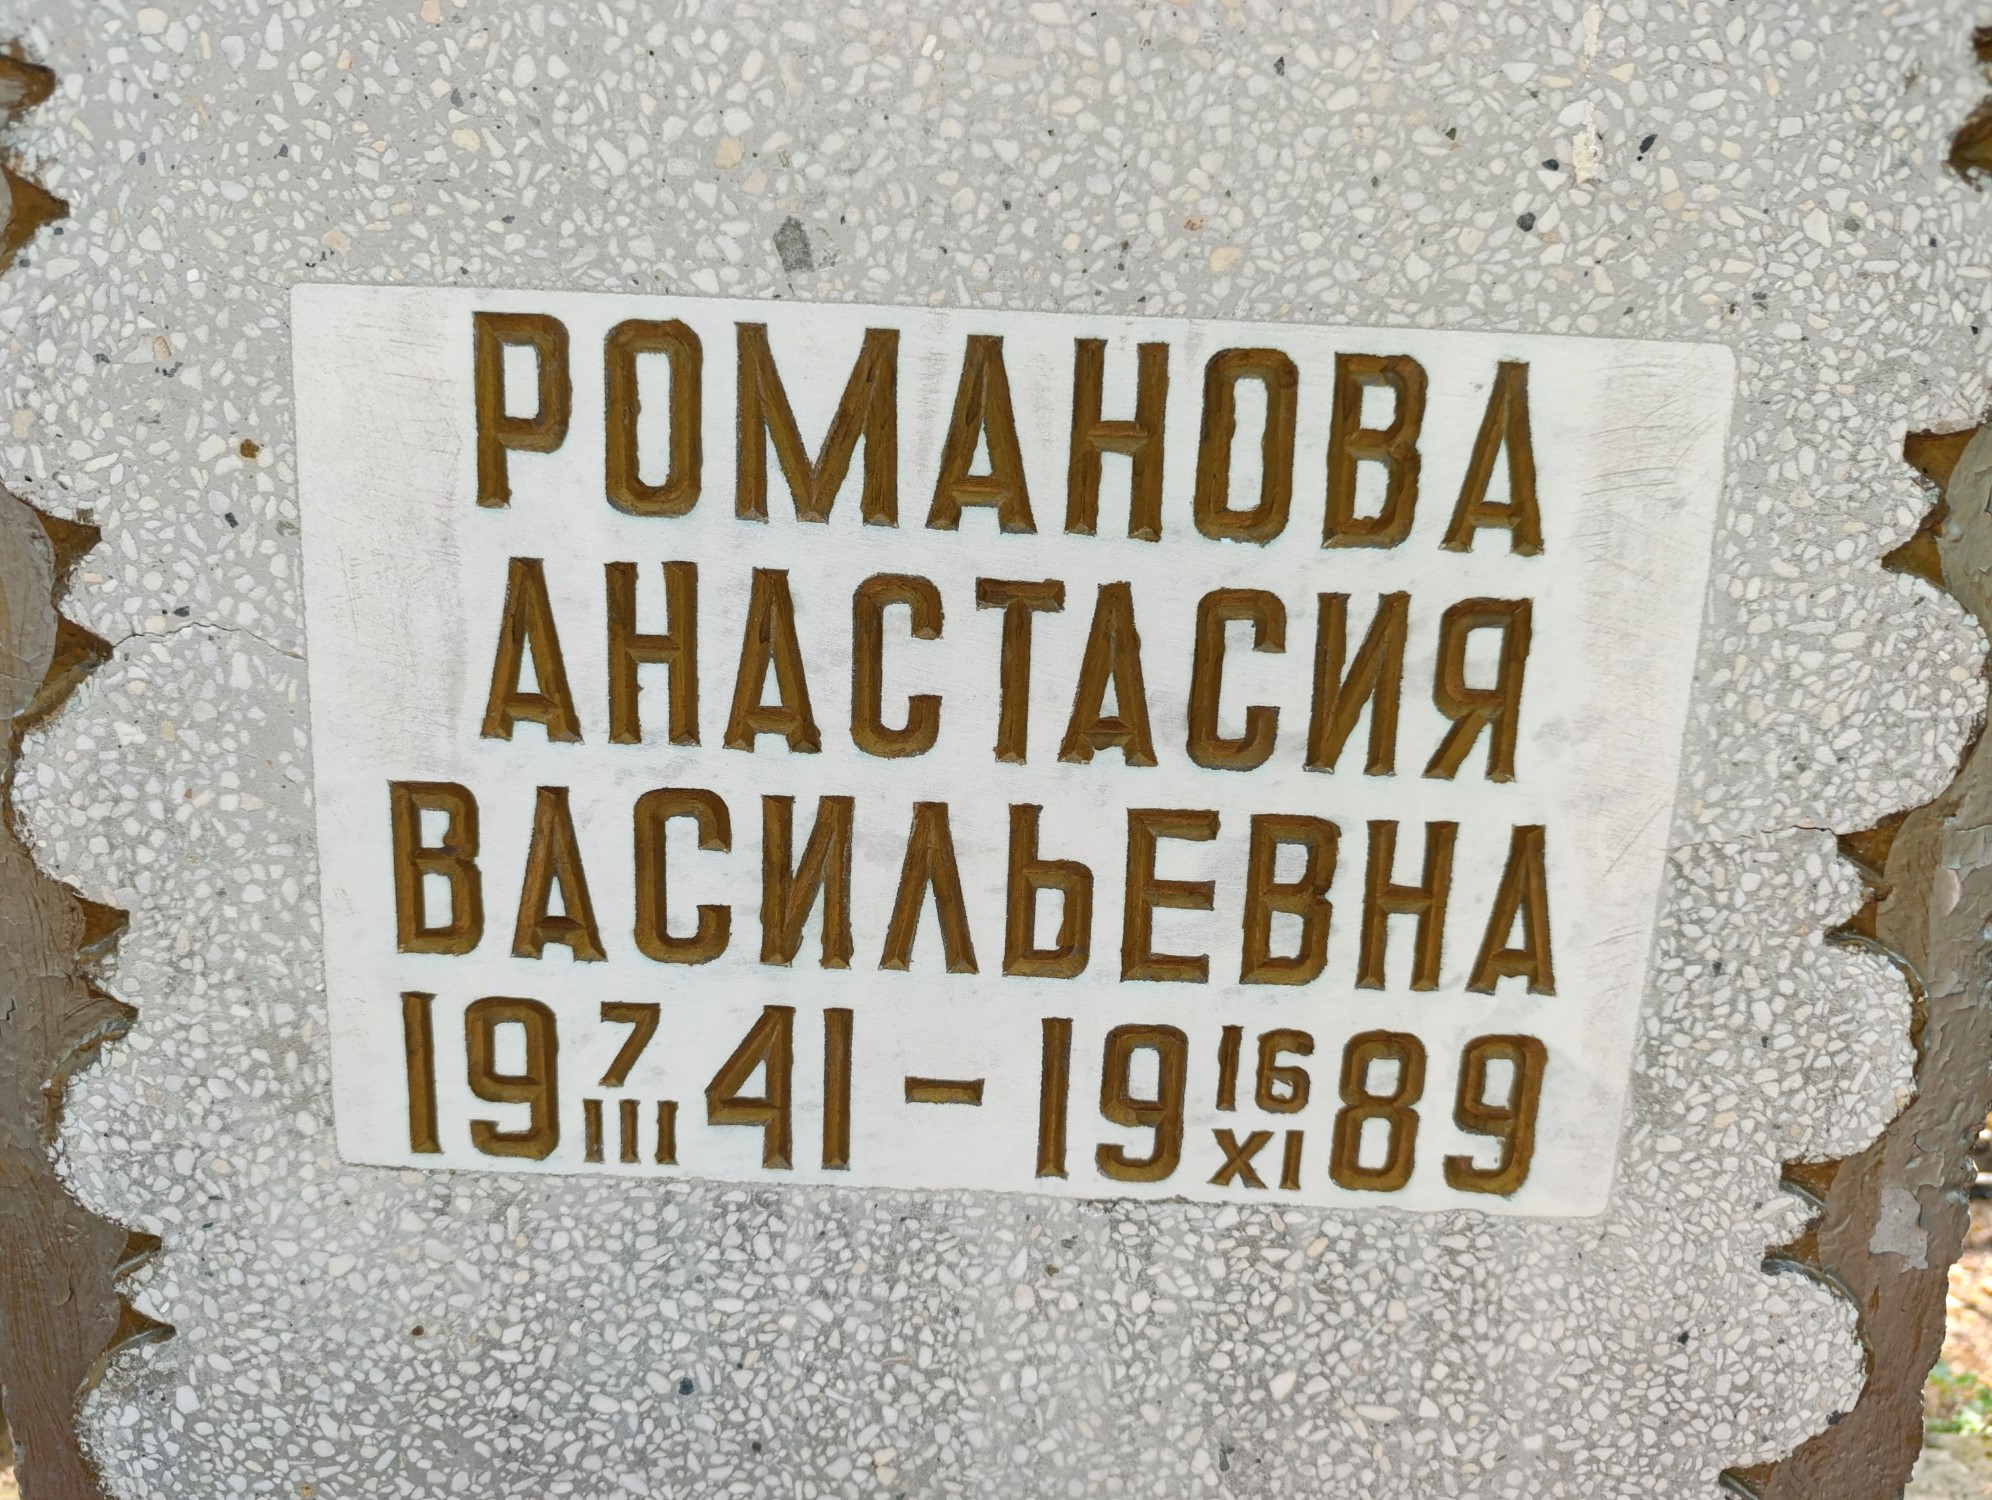 РОМАНОВА
АНАСТАСИЯ
ВАСИЛЬЕВНА
19 7/III 41 – 19 16/XI 89